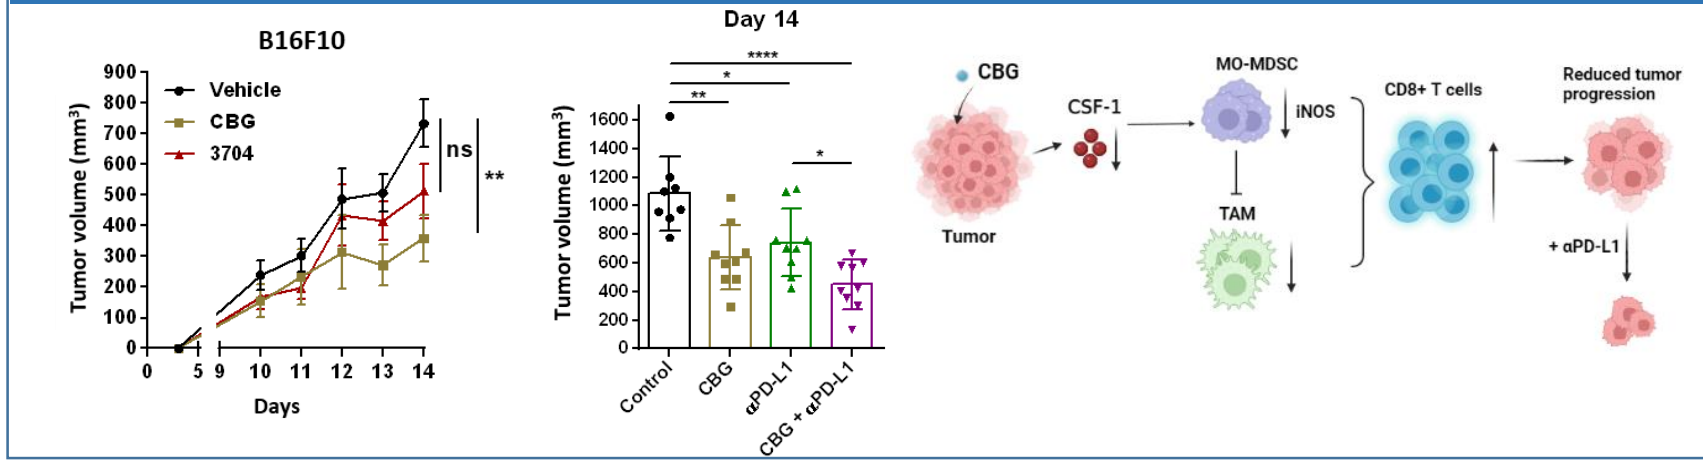 B16F10
900
800
700
600
500
400
300
200
100
0
Tumor volume (mm³)
Vehicle
CBG
3704
ns
**
0 5 9 10 11 12 13 14
Days
Day 14
****
*
**
*
1600
1400
1200
1000
800
600
400
200
0
Tumor volume (mm³)
Control
CBG
αPD-L1
CBG + αPD-L1
CBG
Tumor
CSF-1
MO-MDSC
iNOS
TAM
CD8+ T cells
Reduced tumor
progression
+ αPD-L1